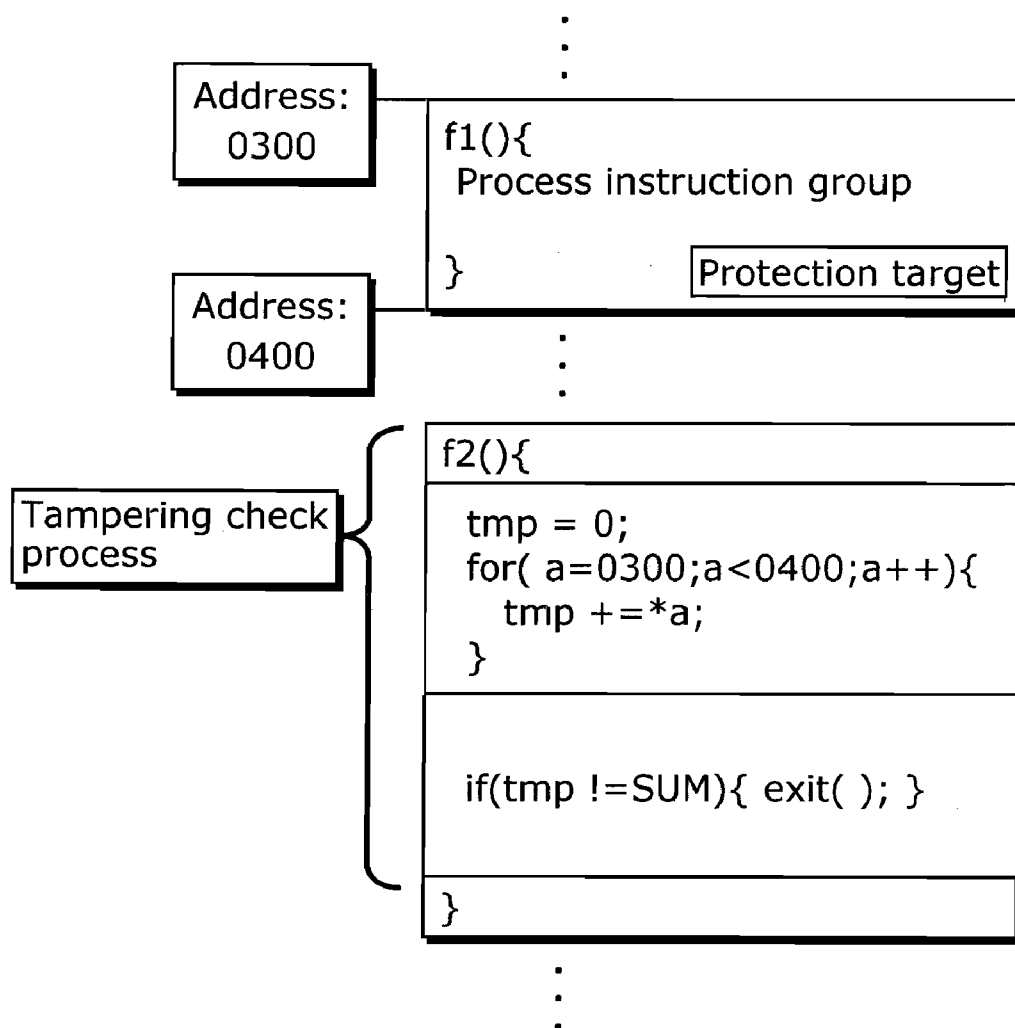 Address:
0300
f1(){
Process instruction group
}
Protection target
Address:
0400
Tampering check
process
f2(){
tmp = 0;
for( a=0300;a<0400;a++){
tmp +=*a;
}
if(tmp !=SUM){ exit( ); }
}